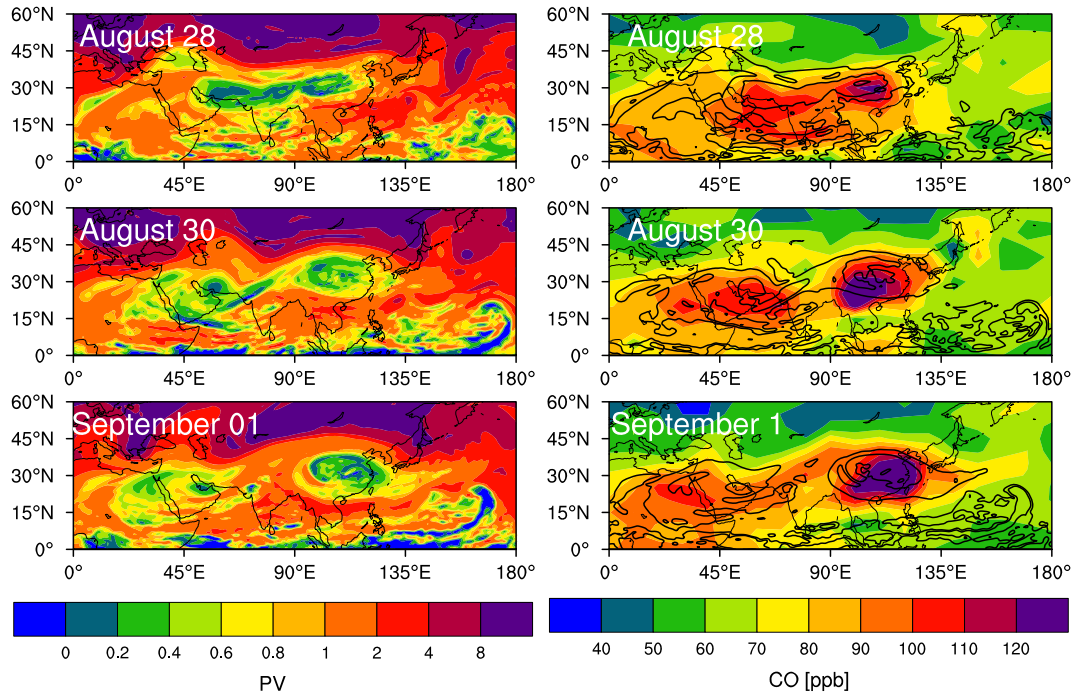 60°N
45°N
30°N
15°N
0°
August 28
0° 45°E 90°E 135°E 180°
60°N
45°N
30°N
15°N
0°
August 28
0° 45°E 90°E 135°E 180°
60°N
45°N
30°N
15°N
0°
August 30
0° 45°E 90°E 135°E 180°
60°N
45°N
30°N
15°N
0°
August 30
0° 45°E 90°E 135°E 180°
60°N
45°N
30°N
15°N
0°
September 01
0° 45°E 90°E 135°E 180°
60°N
45°N
30°N
15°N
0°
September 1
0° 45°E 90°E 135°E 180°
0 0.2 0.4 0.6 0.8 1 2 4 8
PV
40 50 60 70 80 90 100 110 120
CO [ppb]